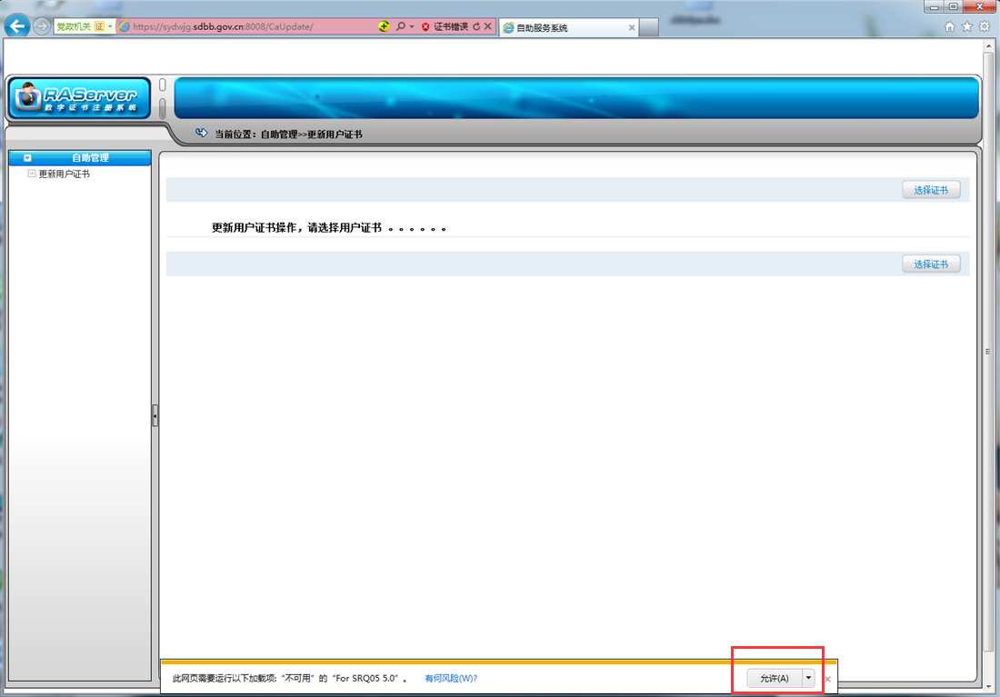 党政机关 证 https://sydwjg.sdbb.gov.cn:8008/CaUpdate/ 证书错误 自助服务系统
RAServer
数字证书注册系统
当前位置：自助管理>>更新用户证书
自助管理
更新用户证书
选择证书
更新用户证书操作，请选择用户证书 。。。。。。
选择证书
此网页需要运行以下加载项: "不可用" 的 "For SRQ05 5.0" 。 有何风险(W)? 允许(A)